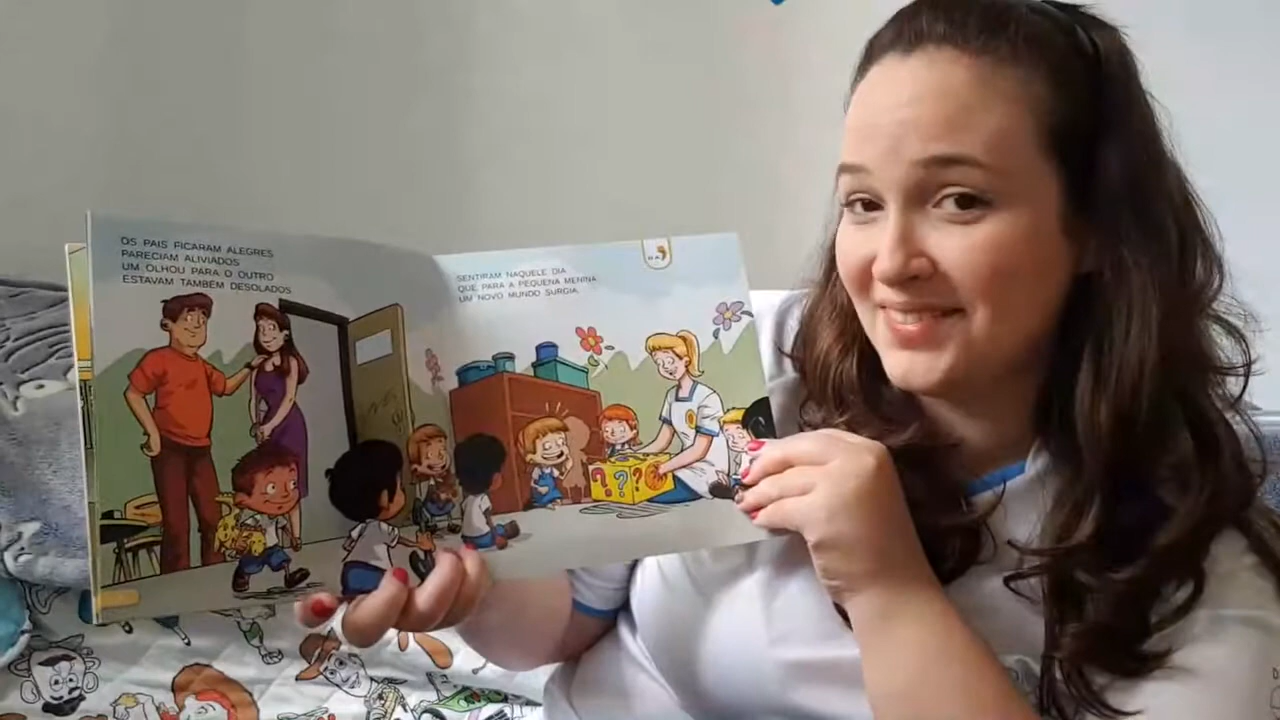 OS PAIS FICARAM ALEGRES
PARECIAM ALIVIADOS
UM OLHOU PARA O OUTRO
ESTAVAM TAMBÉM DESOLADOS
SENTIRAM NAQUELE DIA
QUE PARA A PEQUENA MENINA
UM NOVO MUNDO SURGIA.
? ? ?